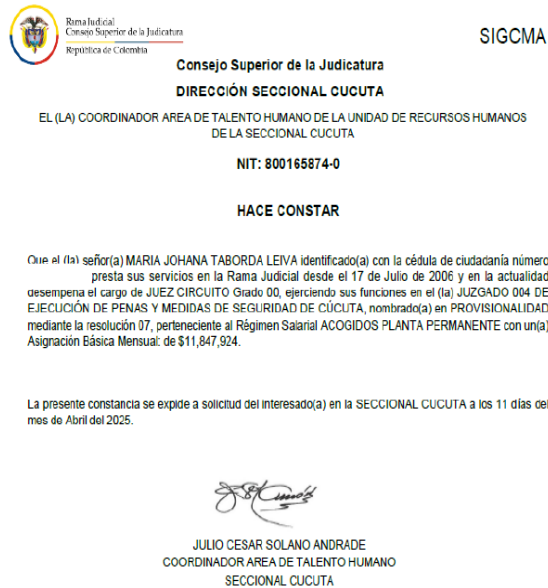 Rama Judicial
Consejo Superior de la Judicatura
República de Colombia
SIGCMA
Consejo Superior de la Judicatura
DIRECCIÓN SECCIONAL CUCUTA
EL (LA) COORDINADOR AREA DE TALENTO HUMANO DE LA UNIDAD DE RECURSOS HUMANOS
DE LA SECCIONAL CUCUTA
NIT: 800165874-0
HACE CONSTAR
Que el (la) señor(a) MARIA JOHANA TABORDA LEIVA identificado(a) con la cédula de ciudadanía número
presta sus servicios en la Rama Judicial desde el 17 de Julio de 2006 y en la actualidad
desempeña el cargo de JUEZ CIRCUITO Grado 00, ejerciendo sus funciones en el (la) JUZGADO 004 DE
EJECUCIÓN DE PENAS Y MEDIDAS DE SEGURIDAD DE CÚCUTA, nombrado(a) en PROVISIONALIDAD
mediante la resolución 07, perteneciente al Régimen Salarial ACOGIDOS PLANTA PERMANENTE con un(a)
Asignación Básica Mensual: de $11,847,924.
La presente constancia se expide a solicitud del interesado(a) en la SECCIONAL CUCUTA a los 11 días del
mes de Abril del 2025.
JULIO CESAR SOLANO ANDRADE
COORDINADOR AREA DE TALENTO HUMANO
SECCIONAL CUCUTA